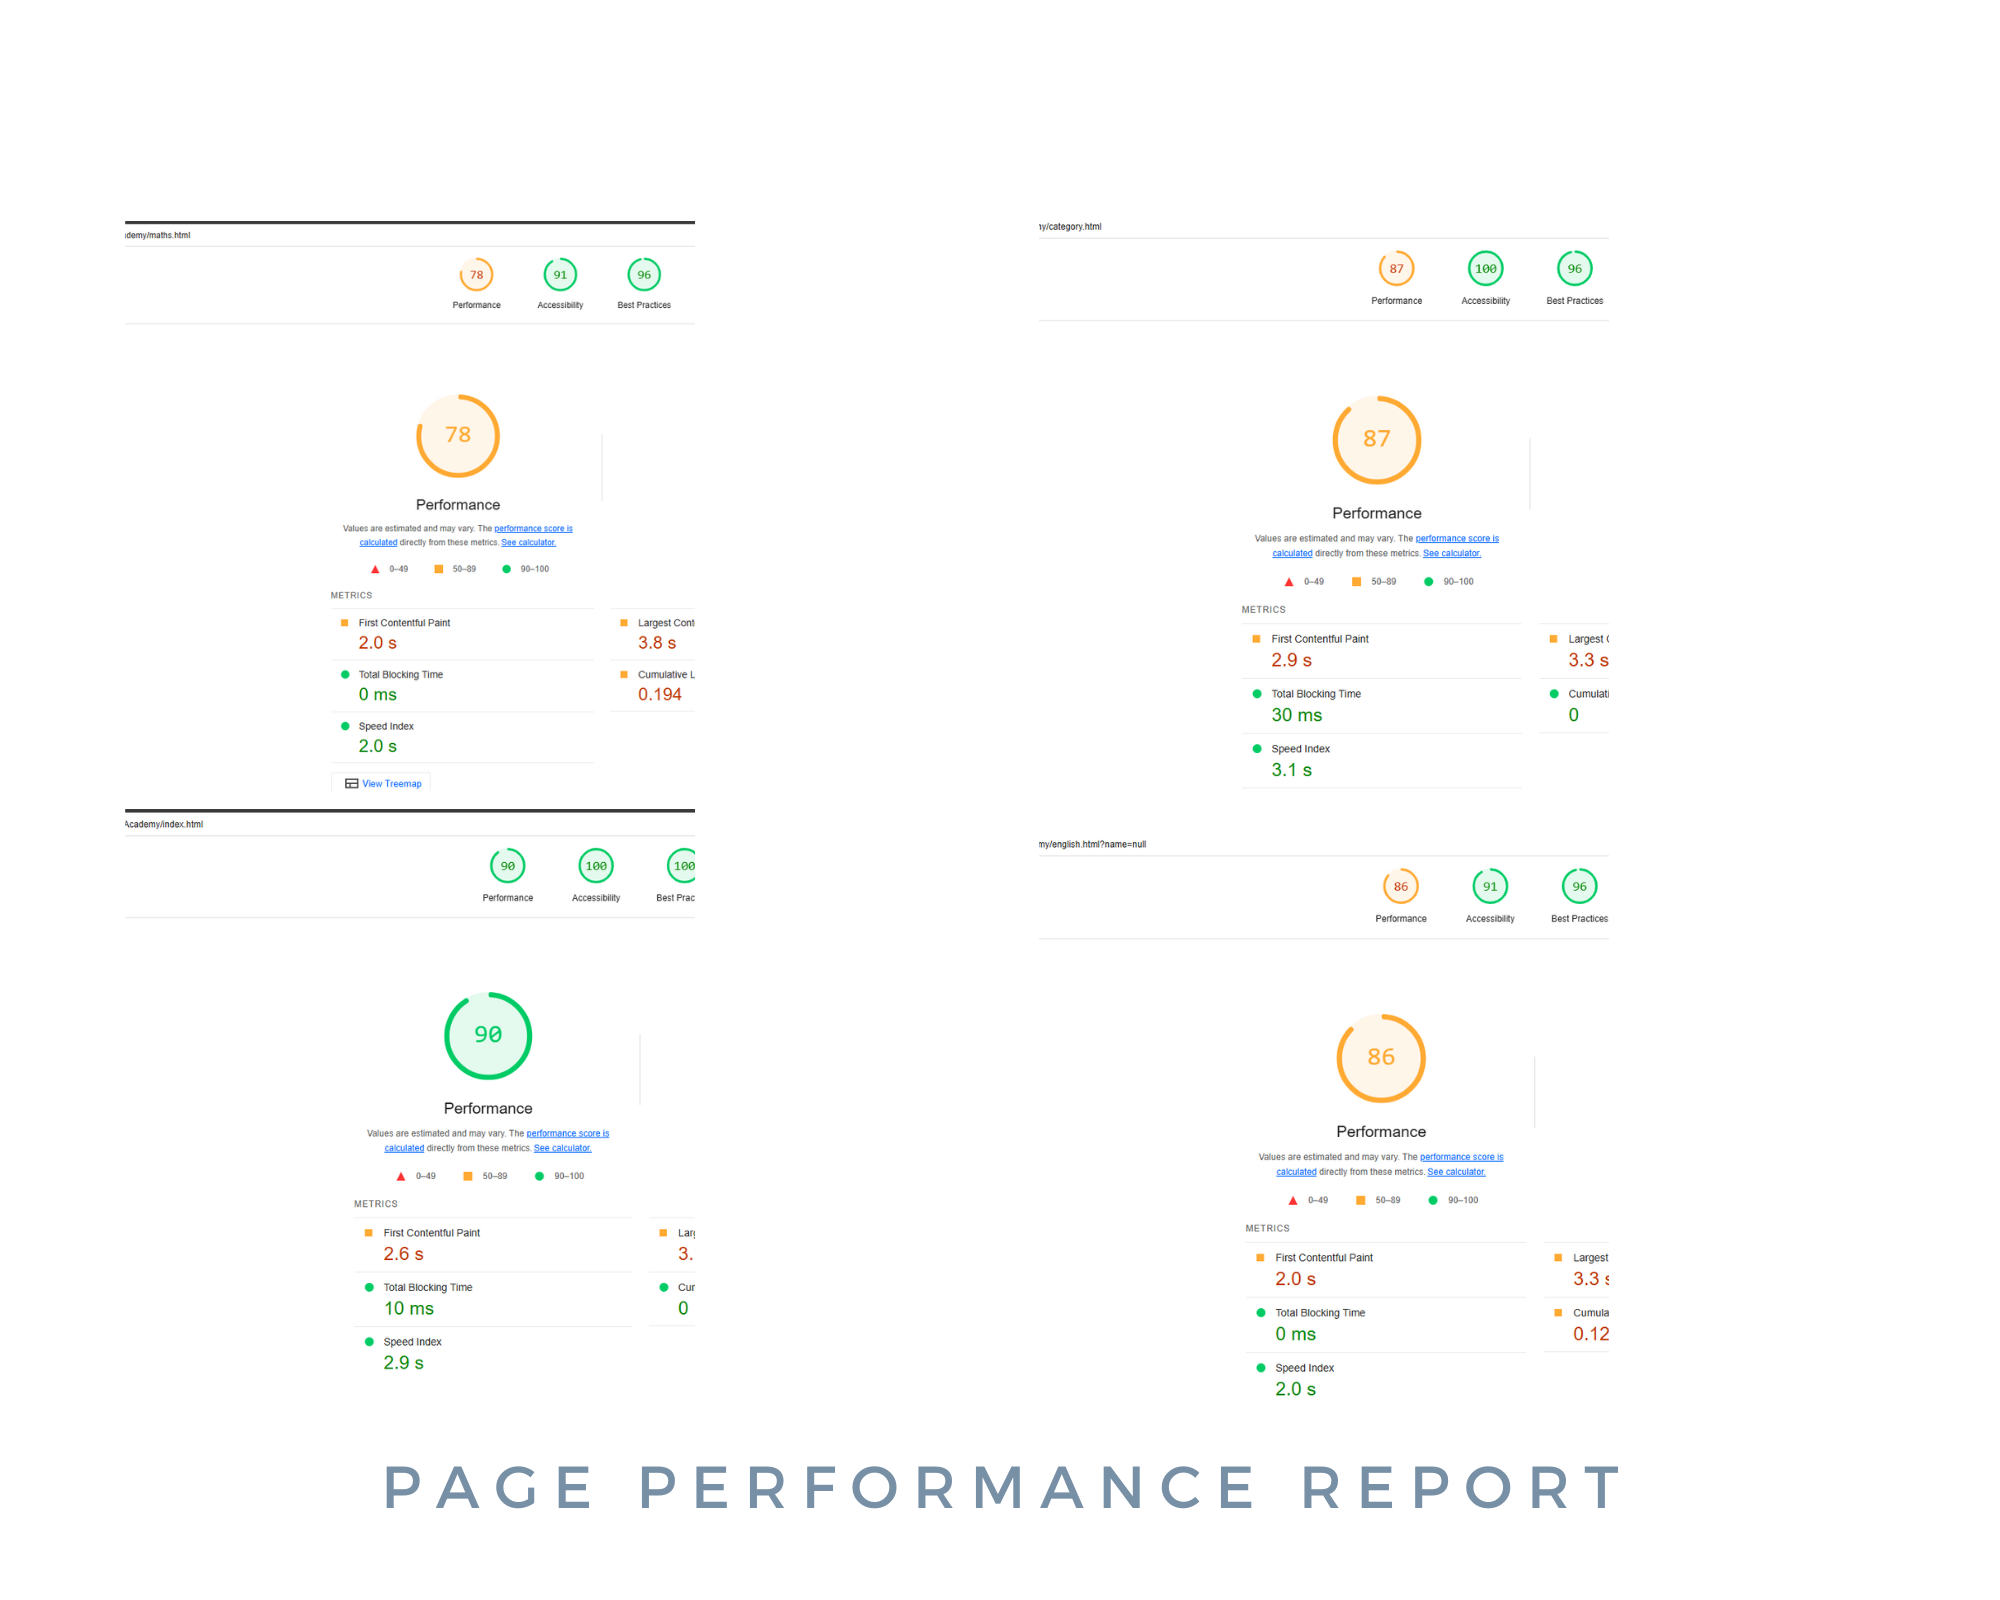 demy/maths.html
78 91 96
Performance Accessibility Best Practices
78
Performance
Values are estimated and may vary. The performance score is
calculated directly from these metrics. See calculator.
0–49 50–89 90–100
METRICS
First Contentful Paint Largest Cont
2.0 s 3.8 s
Total Blocking Time Cumulative L
0 ms 0.194
Speed Index
2.0 s
View Treemap
my/category.html
87 100 96
Performance Accessibility Best Practices
87
Performance
Values are estimated and may vary. The performance score is
calculated directly from these metrics. See calculator.
0–49 50–89 90–100
METRICS
First Contentful Paint Largest
2.9 s 3.3 s
Total Blocking Time Cumulati
30 ms 0
Speed Index
3.1 s
Academy/index.html
90 100 100
Performance Accessibility Best Prac
90
Performance
Values are estimated and may vary. The performance score is
calculated directly from these metrics. See calculator.
0–49 50–89 90–100
METRICS
First Contentful Paint Lar
2.6 s 3.
Total Blocking Time Cur
10 ms 0
Speed Index
2.9 s
my/english.html?name=null
86 91 96
Performance Accessibility Best Practices
86
Performance
Values are estimated and may vary. The performance score is
calculated directly from these metrics. See calculator.
0–49 50–89 90–100
METRICS
First Contentful Paint Largest
2.0 s 3.3 s
Total Blocking Time Cumula
0 ms 0.12
Speed Index
2.0 s
PAGE PERFORMANCE REPORT